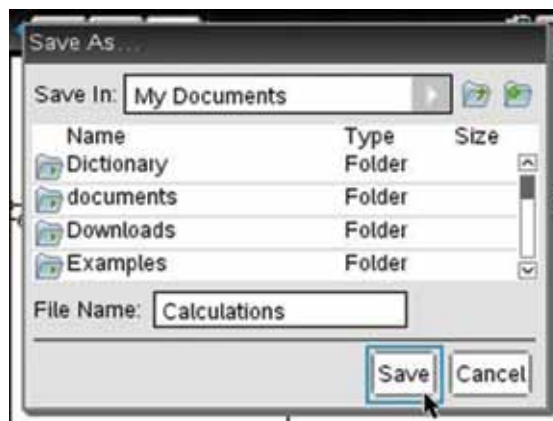 Save As...
Save In: My Documents
Name Type Size
Dictionary Folder
documents Folder
Downloads Folder
Examples Folder
File Name: Calculations
Save Cancel